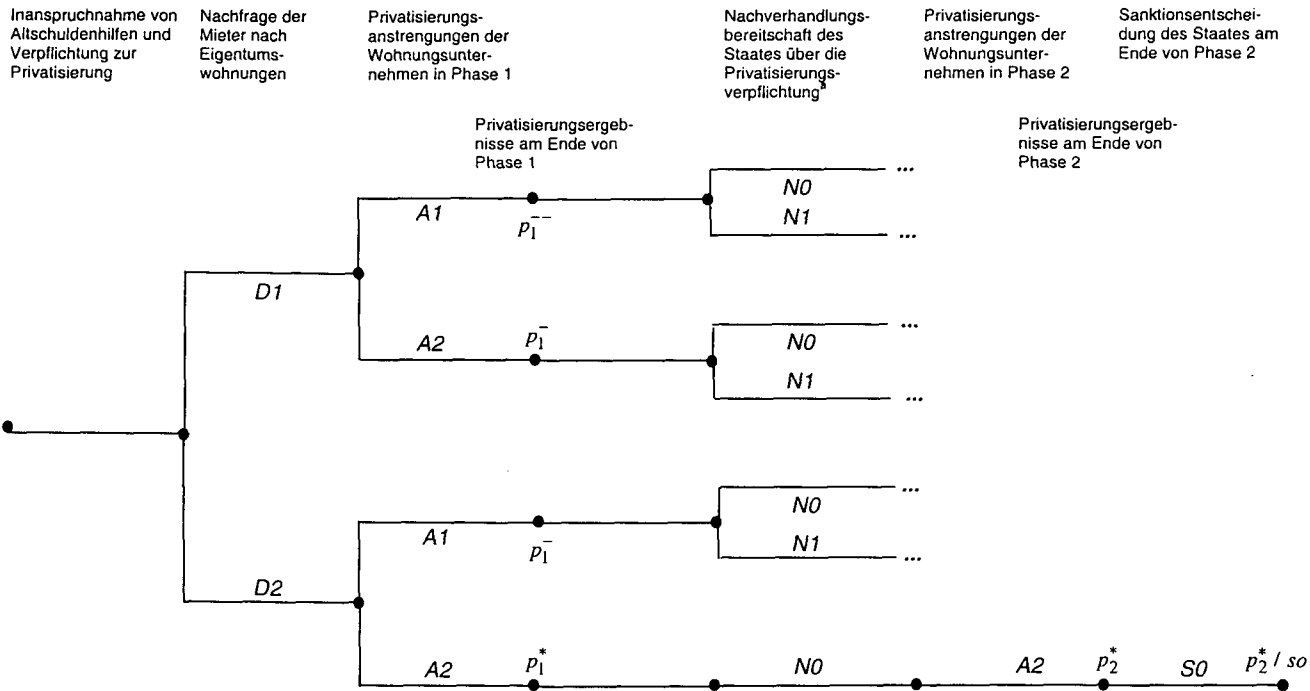 Inanspruchnahme von
Altschuldenhilfen und
Verpflichtung zur
Privatisierung
Nachfrage der
Mieter nach
Eigentums-
wohnungen
Privatisierungs-
anstrengungen der
Wohnungsunter-
nehmen in Phase 1
Nachverhandlungs-
bereitschaft des
Staates über die
Privatisierungs-
verpflichtung a
Privatisierungs-
anstrengungen der
Wohnungsunter-
nehmen in Phase 2
Sanktionsentschei-
dung des Staates am
Ende von Phase 2
Privatisierungsergeb-
nisse am Ende von
Phase 1
Privatisierungsergeb-
nisse am Ende von
Phase 2
...
N0
A1
p₁⁻⁻
N1
...
D1
...
A2
p₁⁻
N0
N1
...
...
N0
A1
p₁⁻
N1
...
D2
A2
p₁*
N0
A2
p₂*
S0
p₂* / so